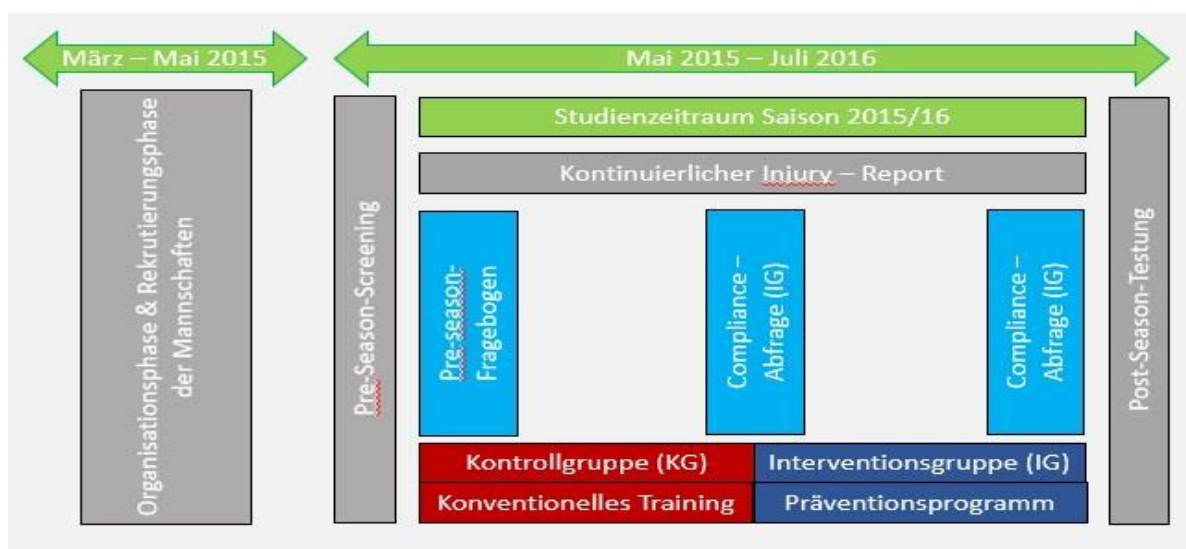 März – Mai 2015
Mai 2015 – Juli 2016
Organisationsphase & Rekrutierungsphase
der Mannschaften
Pre-Season-Screening
Studienzeitraum Saison 2015/16
Kontinuierlicher Injury – Report
Pre-season-
Fragebogen
Compliance –
Abfrage (IG)
Compliance –
Abfrage (IG)
Kontrollgruppe (KG)
Interventionsgruppe (IG)
Konventionelles Training
Präventionsprogramm
Post-Season-Testung